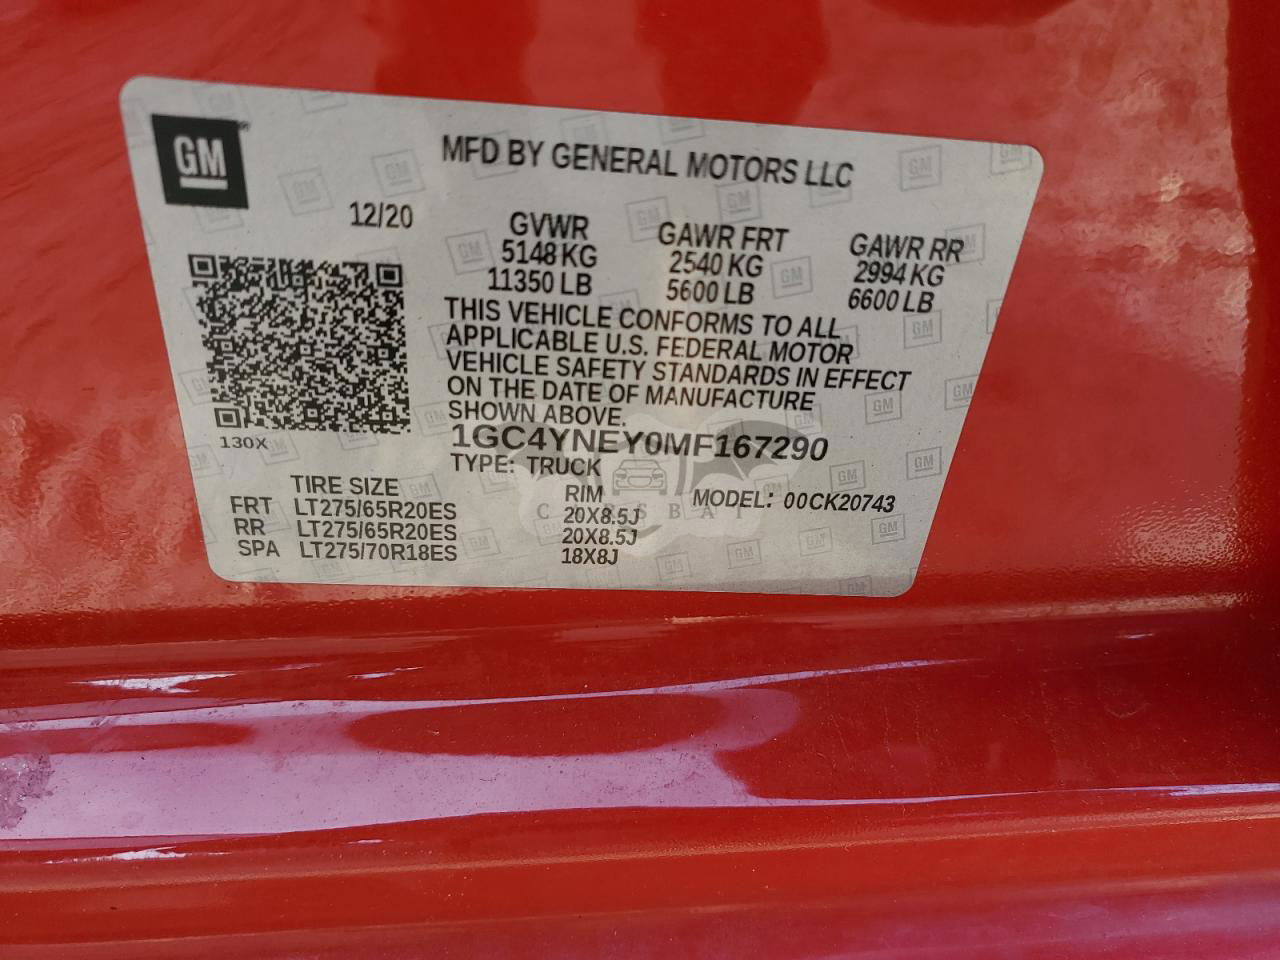 GM
MFD BY GENERAL MOTORS LLC
12/20
GVWR GAWR FRT GAWR RR
5148 KG 2540 KG 2994 KG
11350 LB 5600 LB 6600 LB
THIS VEHICLE CONFORMS TO ALL
APPLICABLE U.S. FEDERAL MOTOR
VEHICLE SAFETY STANDARDS IN EFFECT
ON THE DATE OF MANUFACTURE
SHOWN ABOVE.
130X
1GC4YNEY0MF167290
TYPE: TRUCK
TIRE SIZE RIM MODEL: 00CK20743
FRT LT275/65R20ES 20X8.5J
RR LT275/65R20ES 20X8.5J
SPA LT275/70R18ES 18X8J